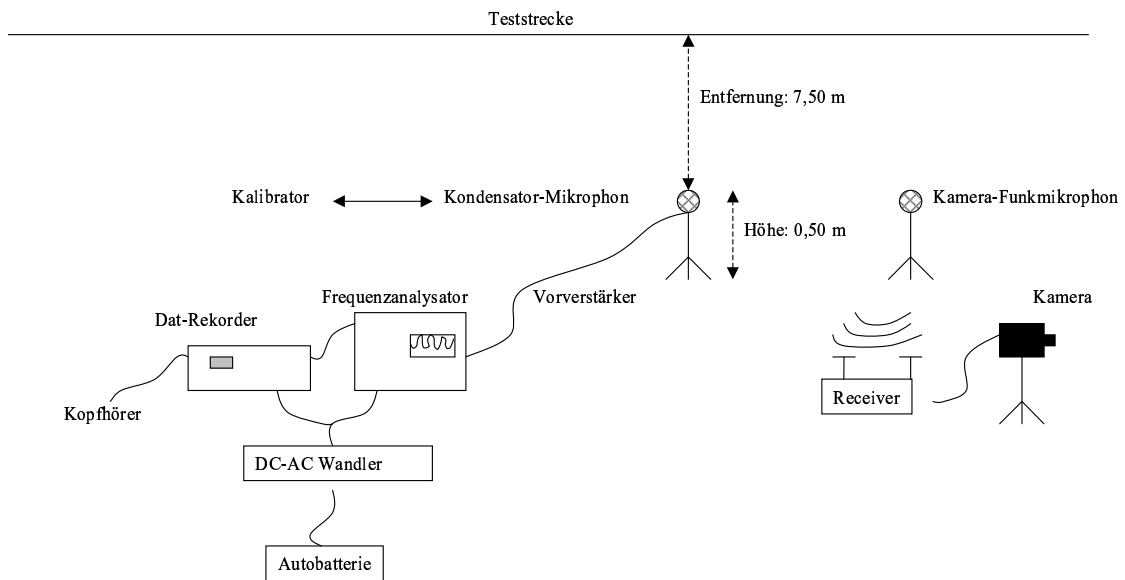 Teststrecke
Entfernung: 7,50 m
Kalibrator
Kondensator-Mikrophon
Kamera-Funkmikrophon
Höhe: 0,50 m
Frequenzanalysator
Vorverstärker
Kamera
Dat-Rekorder
Receiver
Kopfhörer
DC-AC Wandler
Autobatterie